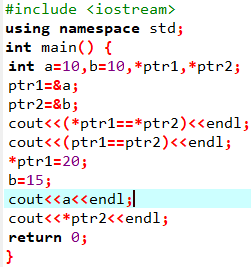 #include <iostream>
using namespace std;
int main() {
int a=10,b=10,*ptr1,*ptr2;
ptr1=&a;
ptr2=&b;
cout<<(*ptr1==*ptr2)<<endl;
cout<<(ptr1==ptr2)<<endl;
*ptr1=20;
b=15;
cout<<a<<endl;
cout<<*ptr2<<endl;
return 0;
}